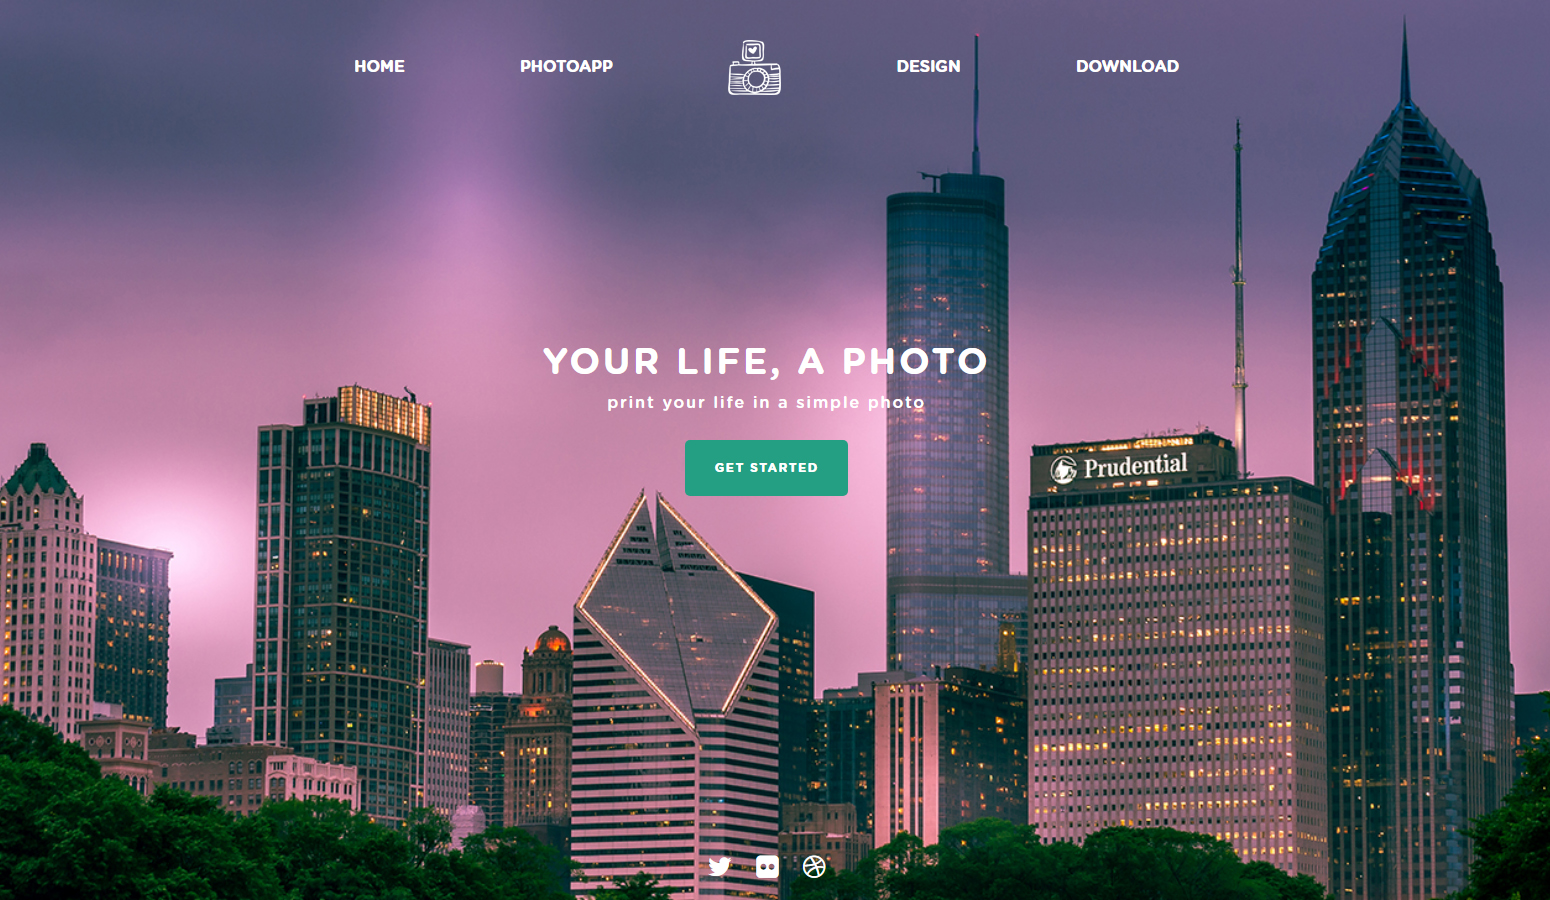 HOME PHOTOAPP DESIGN DOWNLOAD
YOUR LIFE, A PHOTO
print your life in a simple photo
GET STARTED
Prudential